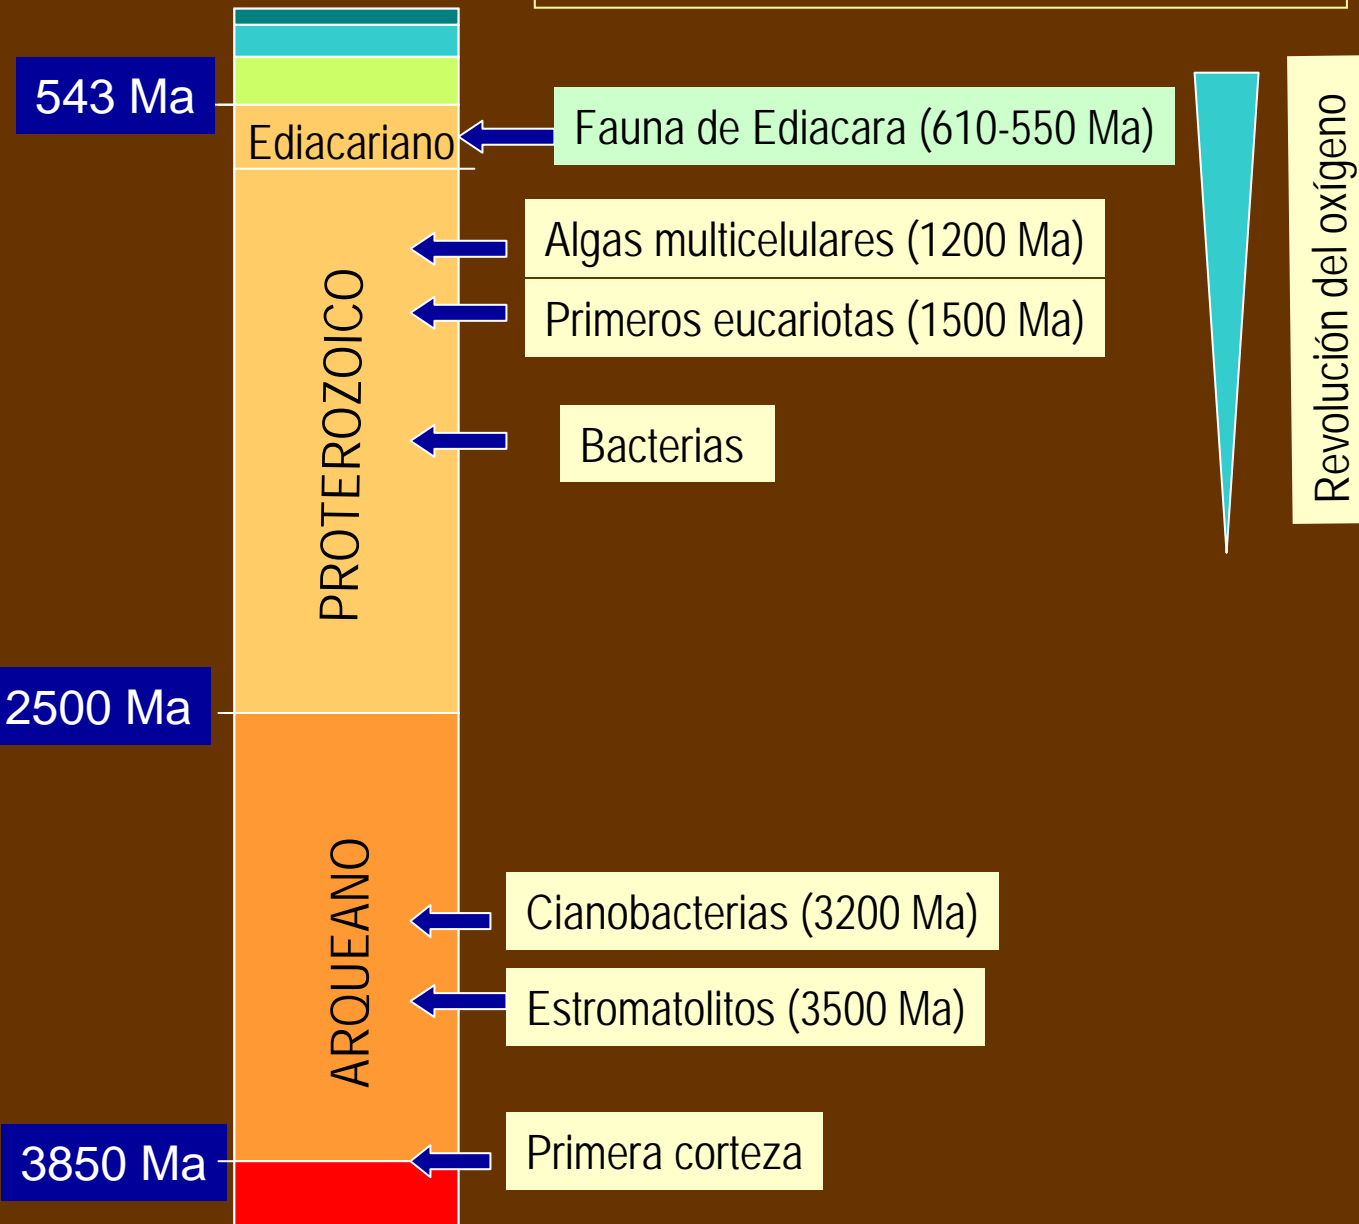 543 Ma
Ediacariano
Fauna de Ediacara (610-550 Ma)
Algas multicelulares (1200 Ma)
Primeros eucariotas (1500 Ma)
Bacterias
PROTEROZOICO
Revolución del oxígeno
2500 Ma
ARQUEANO
Cianobacterias (3200 Ma)
Estromatolitos (3500 Ma)
3850 Ma
Primera corteza